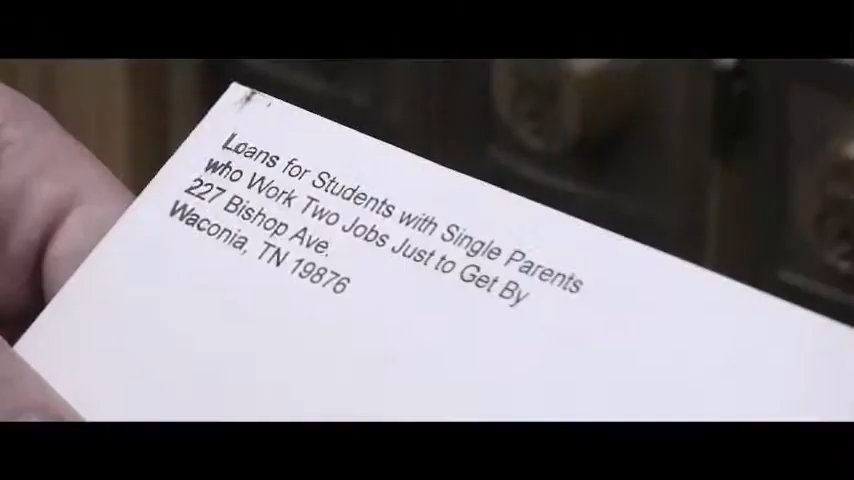 Loans for Students with Single Parents
who Work Two Jobs Just to Get By
227 Bishop Ave.
Waconia, TN 19876